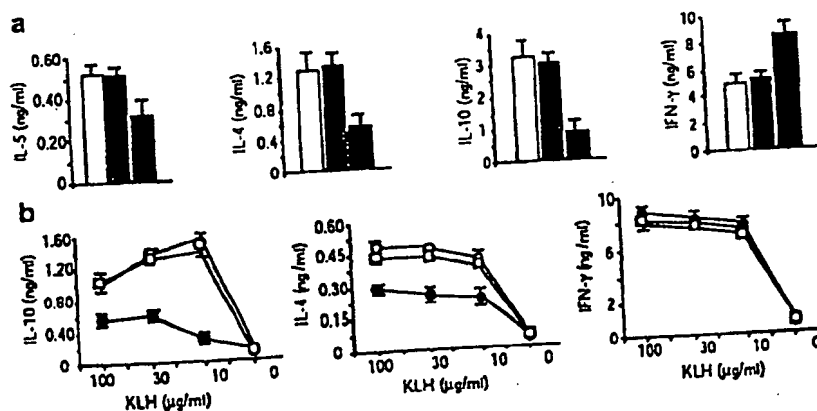 a
IL-5 (ng/ml)
0.60
0.20
0
IL-4 (ng/ml)
1.6
1.2
0.8
0.4
0
IL-10 (ng/ml)
4
3
2
1
0
IFN-γ (ng/ml)
10
8
6
4
2
0
b
IL-10 (ng/ml)
1.60
1.20
0.80
0.40
0
100 30 10 0
KLH (μg/ml)
IL-4 (ng/ml)
0.60
0.45
0.30
0.15
0.00
100 30 10 0
KLH (μg/ml)
IFN-γ (ng/ml)
10
8
6
2
0
100 30 10 0
KLH (μg/ml)